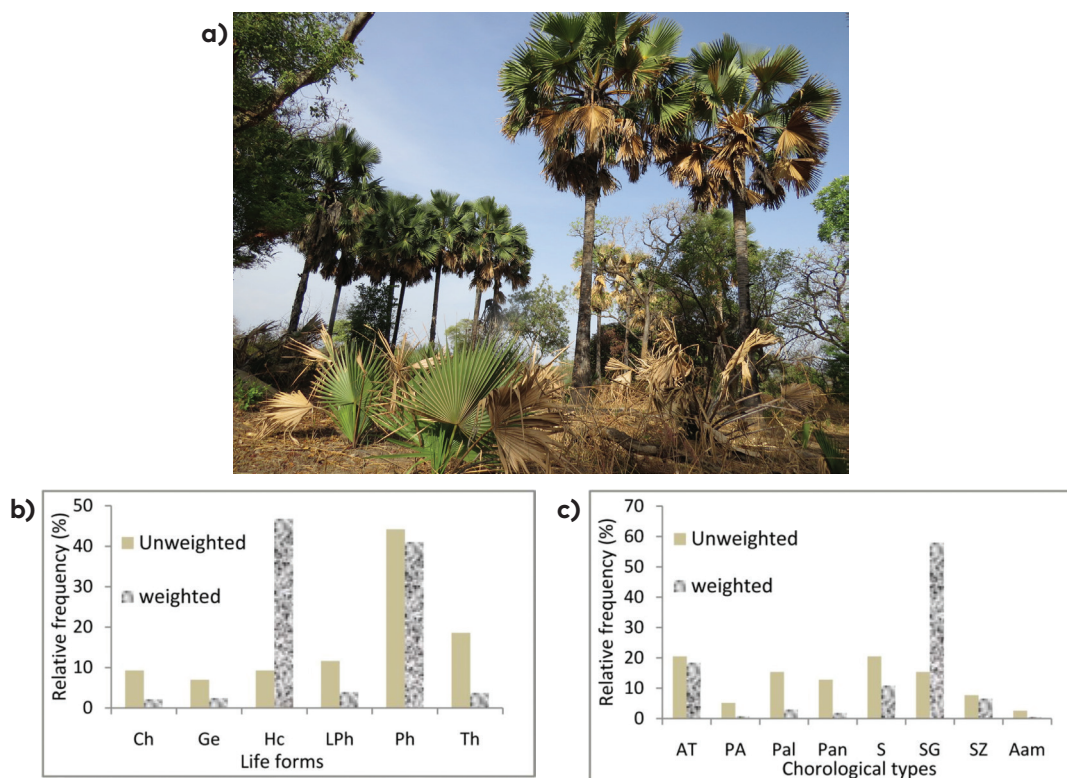 a)
b)
Relative frequency (%)
50
40
30
20
10
0
Unweighted
weighted
Ch Ge Hc LPh Ph Th
Life forms
c)
Relative frequency (%)
70
60
50
40
30
20
10
0
Unweighted
weighted
AT PA Pal Pan S SG SZ Aam
Chorological types